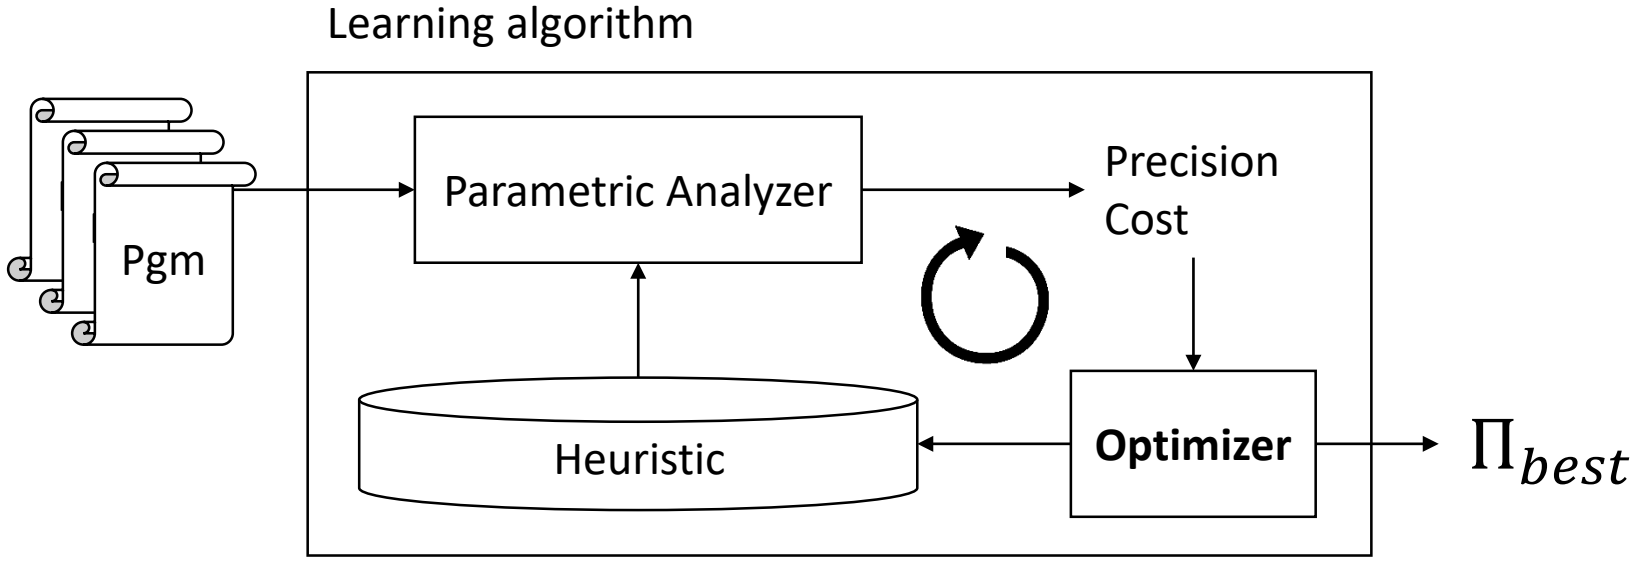 Learning algorithm
Parametric Analyzer
Precision
Cost
Pgm
Heuristic
Optimizer
Π_best